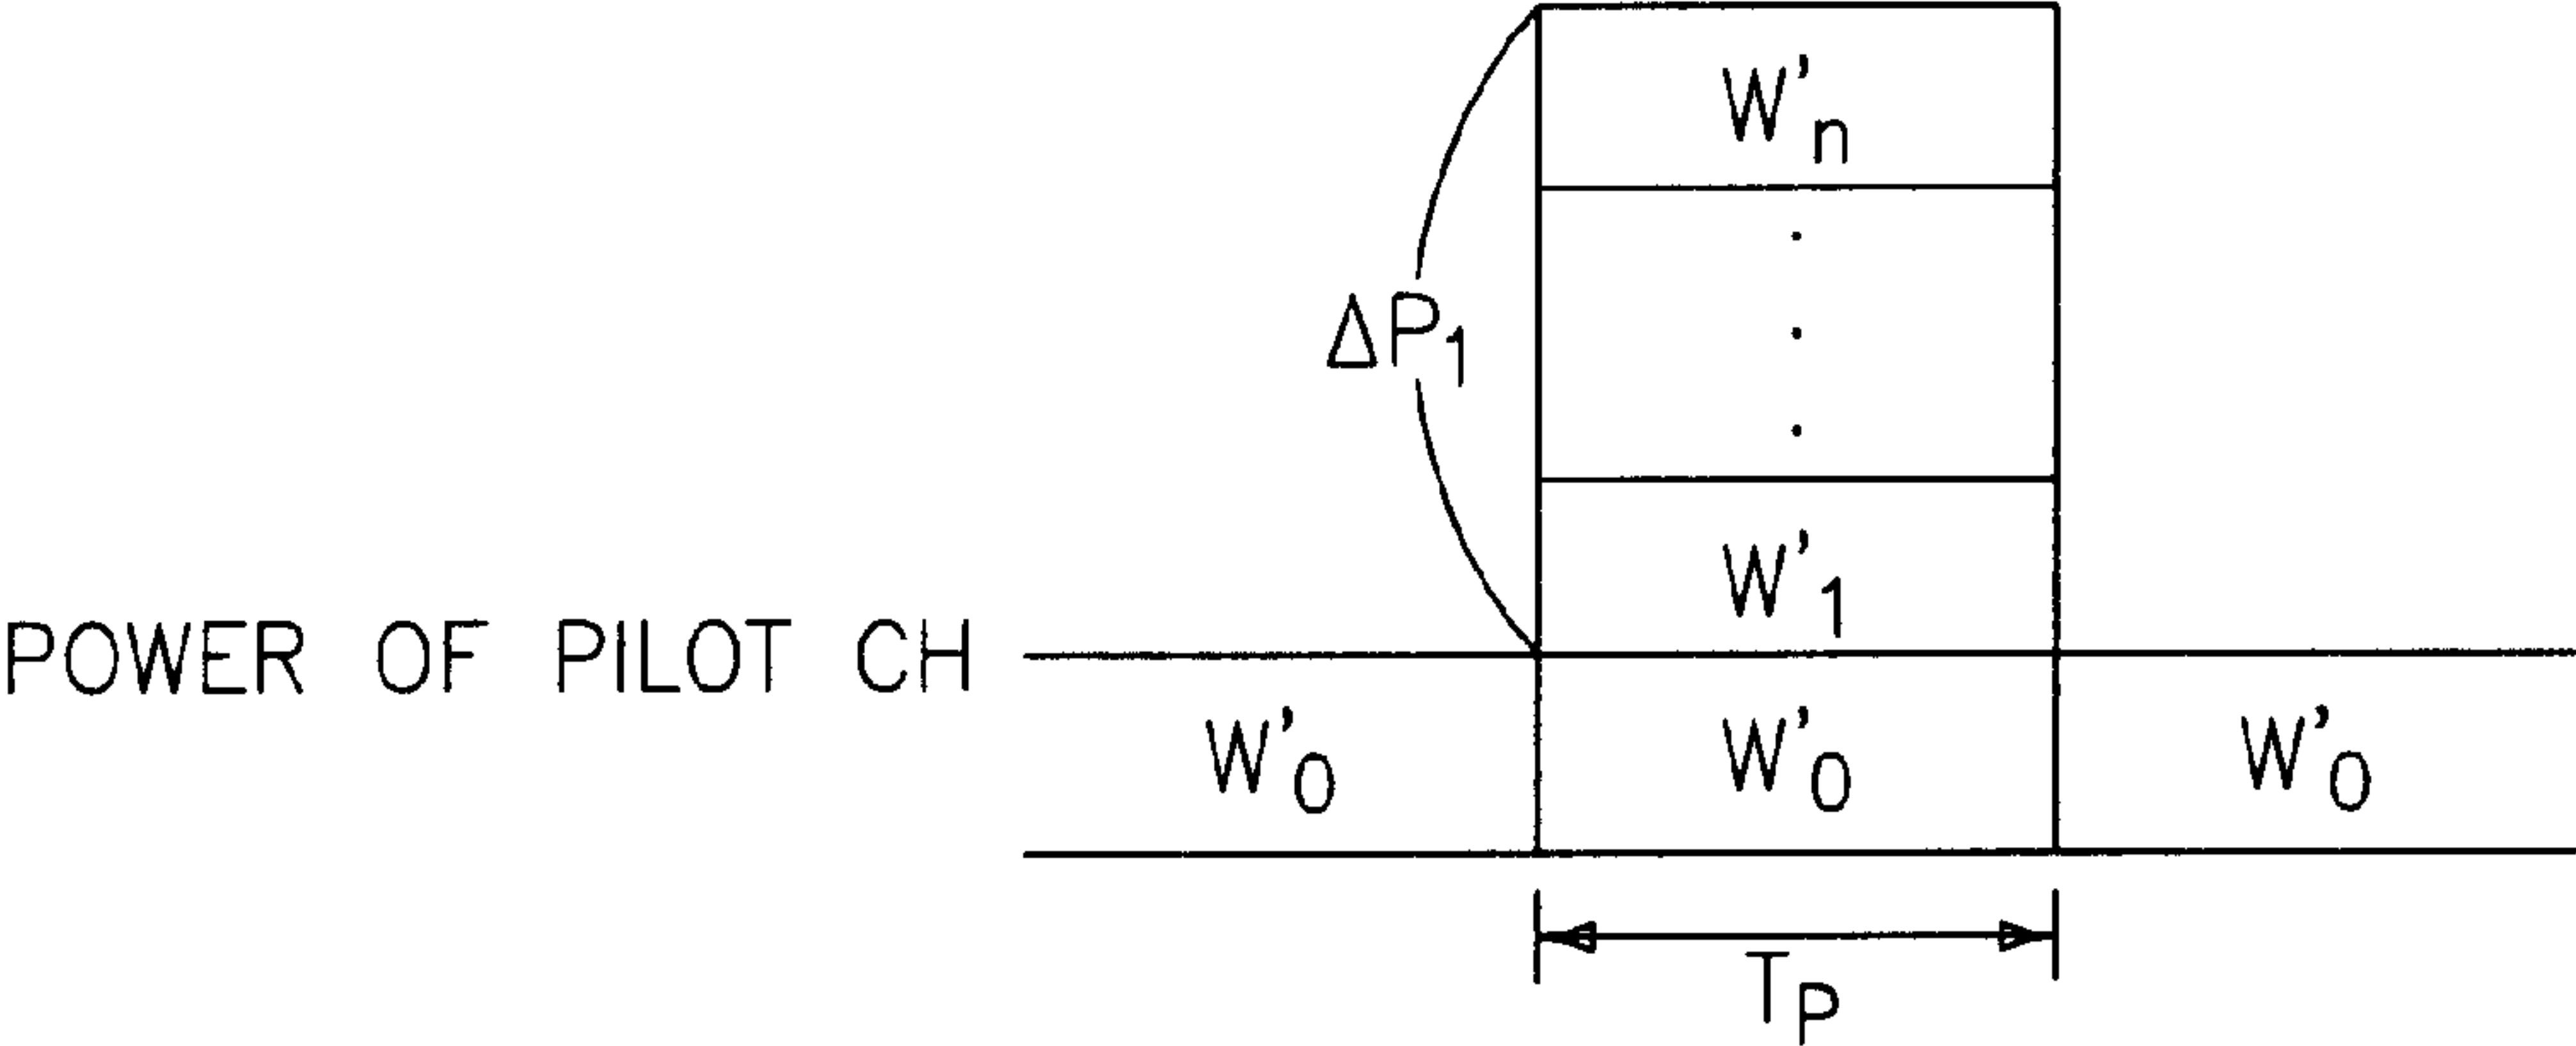 W'n
ΔP1
W'1
POWER OF PILOT CH
W'0 W'0 W'0
TP